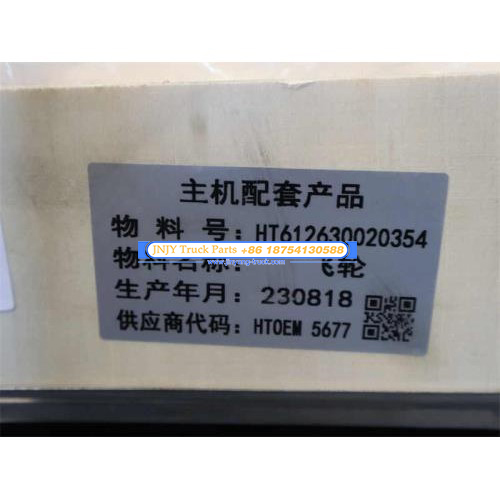 主机配套产品
物料号: HT612630020354
JNJY Truck Parts +86 18754130588
物料名称: 飞轮
生产年月: 230818
供应商代码: HTOEM 5677